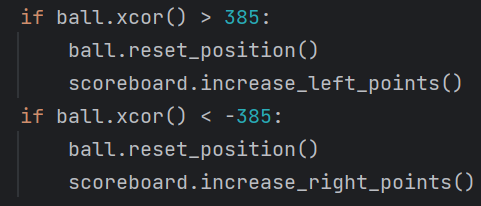 if ball.xcor() > 385:
    ball.reset_position()
    scoreboard.increase_left_points()
if ball.xcor() < -385:
    ball.reset_position()
    scoreboard.increase_right_points()